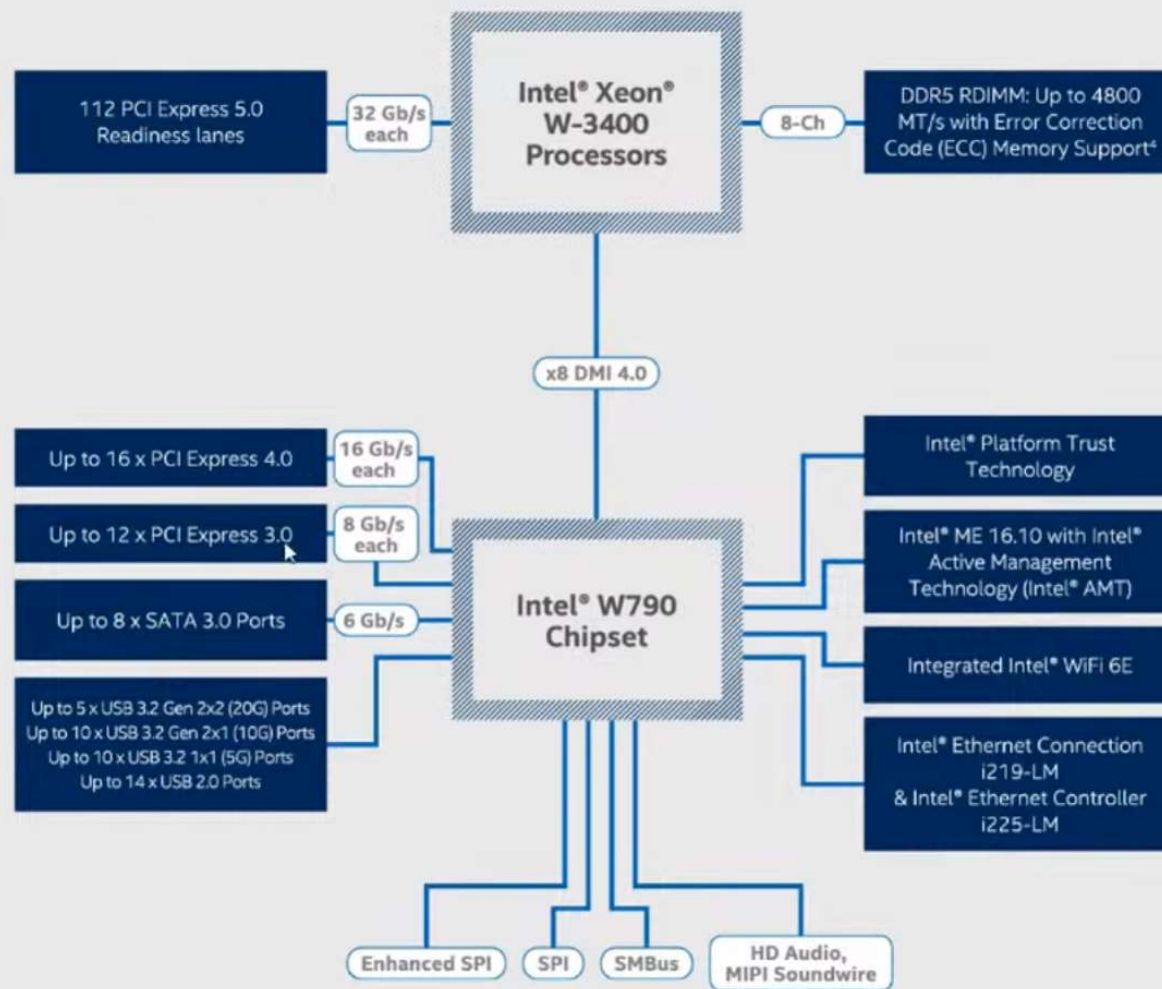 Intel® Xeon®
W-3400
Processors
112 PCI Express 5.0
Readiness lanes
32 Gb/s
each
8-Ch
DDR5 RDIMM: Up to 4800
MT/s with Error Correction
Code (ECC) Memory Support⁴
x8 DMI 4.0
Up to 16 x PCI Express 4.0
16 Gb/s
each
Up to 12 x PCI Express 3.0
8 Gb/s
each
Up to 8 x SATA 3.0 Ports
6 Gb/s
Up to 5 x USB 3.2 Gen 2x2 (20G) Ports
Up to 10 x USB 3.2 Gen 2x1 (10G) Ports
Up to 10 x USB 3.2 1x1 (5G) Ports
Up to 14 x USB 2.0 Ports
Intel® W790
Chipset
Intel® Platform Trust
Technology
Intel® ME 16.10 with Intel®
Active Management
Technology (Intel® AMT)
Integrated Intel® WiFi 6E
Intel® Ethernet Connection
i219-LM
& Intel® Ethernet Controller
i225-LM
Enhanced SPI
SPI
SMBus
HD Audio,
MIPI Soundwire